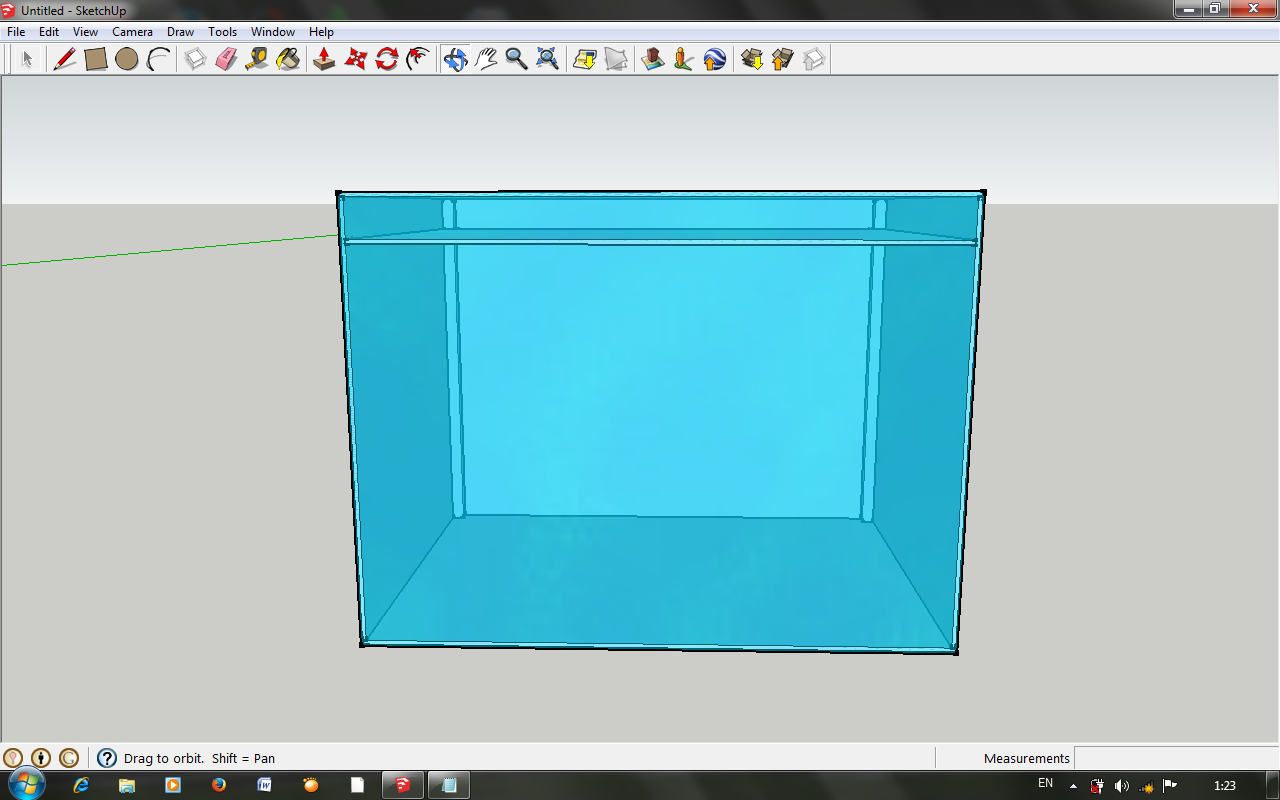 Untitled - SketchUp
File Edit View Camera Draw Tools Window Help
Drag to orbit. Shift = Pan
Measurements
EN
1:23